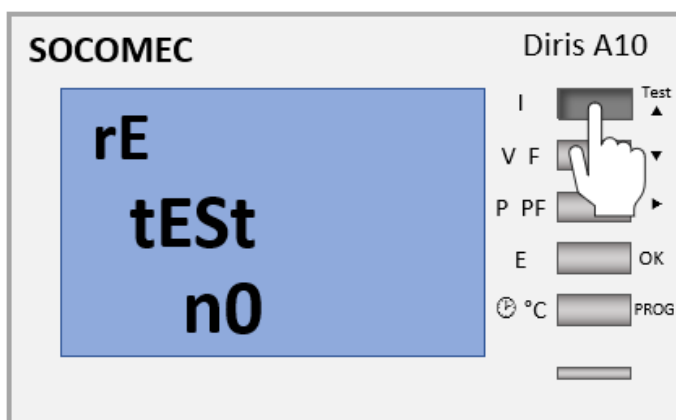 SOCOMEC
Diris A10
rE
tESt
n0
I
Test
▲
V F
▼
P PF
►
E
OK
°C
PROG